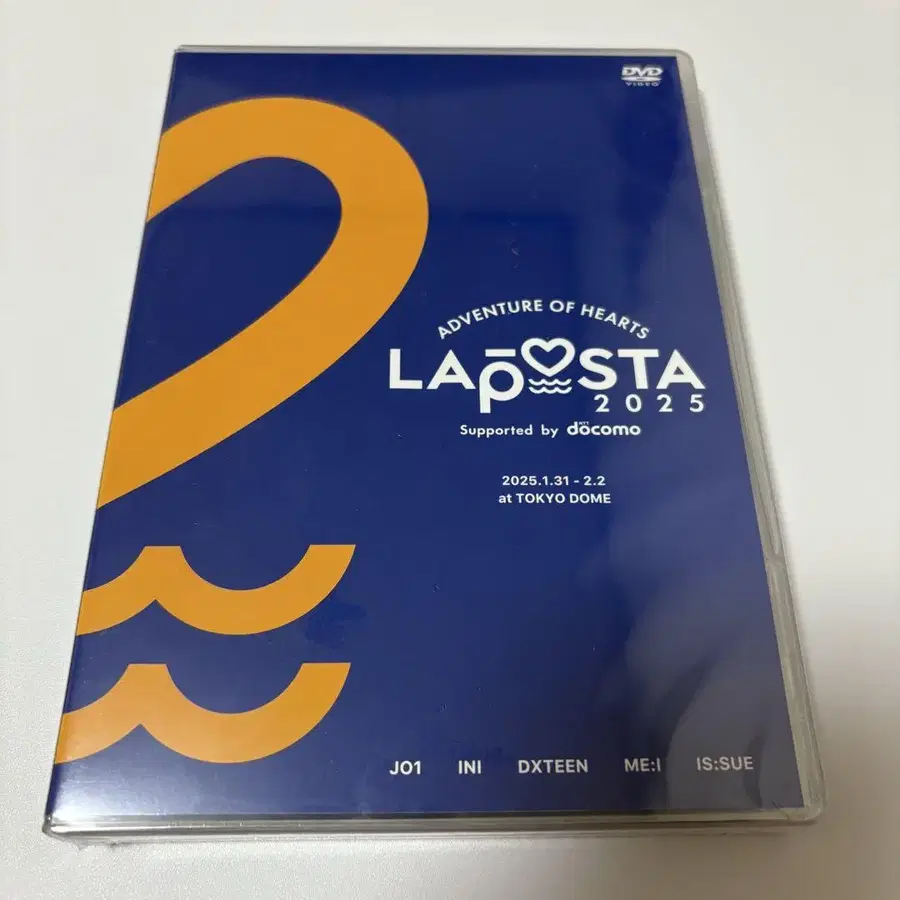 DVD
VIDEO
ADVENTURE OF HEARTS
LAPOSTA
2025
Supported by NTT docomo
2025.1.31 - 2.2
at TOKYO DOME
JO1 INI DXTEEN ME:I IS:SUE